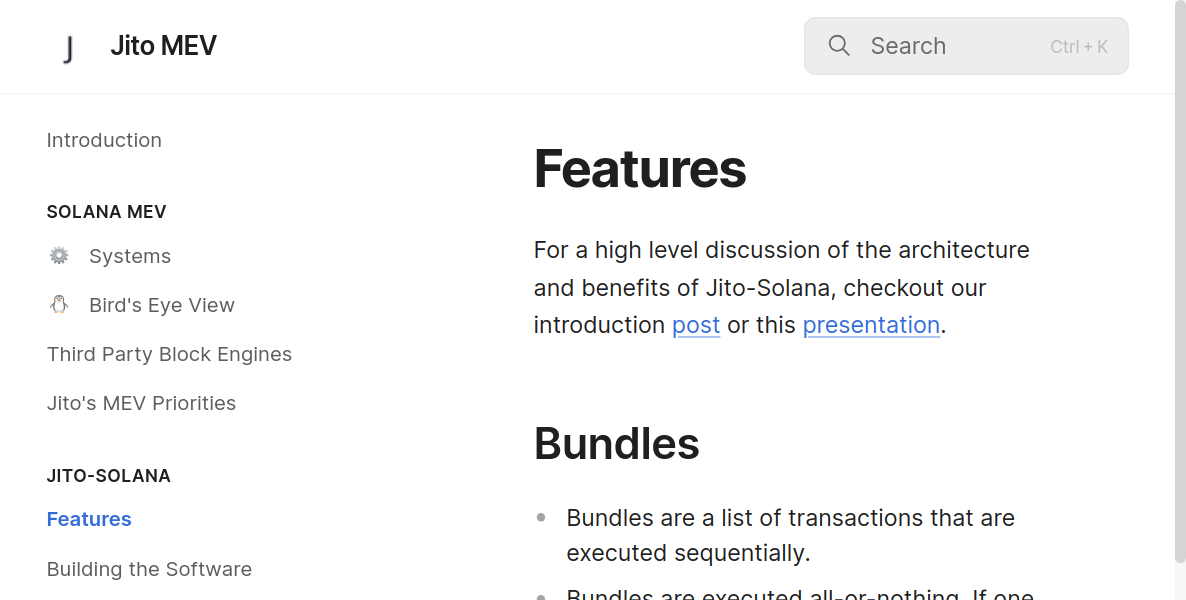 Jito MEV
Search
Ctrl + K
Introduction
SOLANA MEV
Systems
Bird's Eye View
Third Party Block Engines
Jito's MEV Priorities
JITO-SOLANA
Features
Building the Software
Features
For a high level discussion of the architecture
and benefits of Jito-Solana, checkout our
introduction post or this presentation.
Bundles
Bundles are a list of transactions that are
executed sequentially.
Bundles are executed all-or-nothing. If one